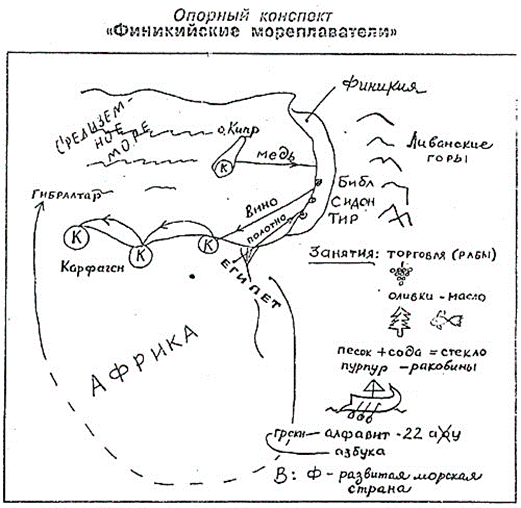 Опорный конспект
«Финикийские мореплаватели»
ФИНИКИЯ
СРЕДИЗЕМ-
НОЕ
МОРЕ
о. Кипр
К
медь
Ливанские
горы
Библ
Сидон
Тир
ГИБРАЛТАР
вино
полотно
К
К
К
Карфаген
ЕГИПЕТ
Занятия: торговля (рабы)
оливки - масло
песок + сода = стекло
пурпур - раковины
АФРИКА
греки - алфавит - 22
азбука
В: Ф - развитая морская
страна